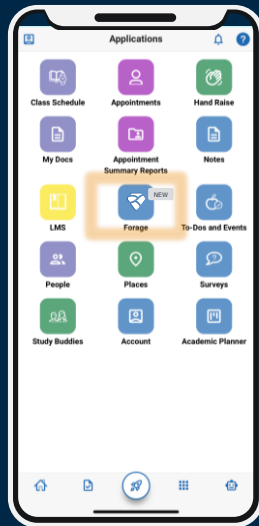 Applications
?
Class Schedule
Appointments
Hand Raise
My Docs
Appointment
Summary Reports
Notes
NEW
LMS
Forage
To-Dos and Events
People
Places
Surveys
Study Buddies
Account
Academic Planner